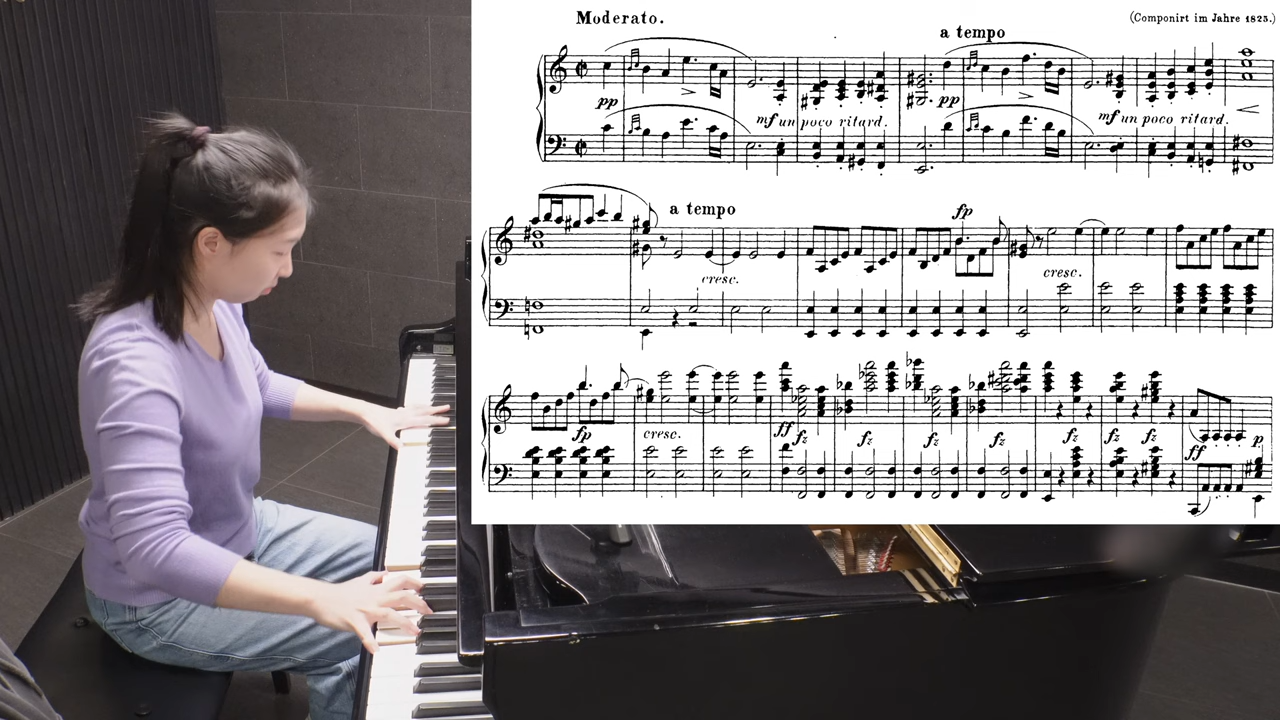 Moderato.
(Componirt im Jahre 1825.)
a tempo
pp
mf un poco ritard.
pp
mf un poco ritard.
a tempo
fp
cresc.
cresc.
fp
cresc.
ff
fz
fz
fz
fz
fz
fz
fz
ff
p